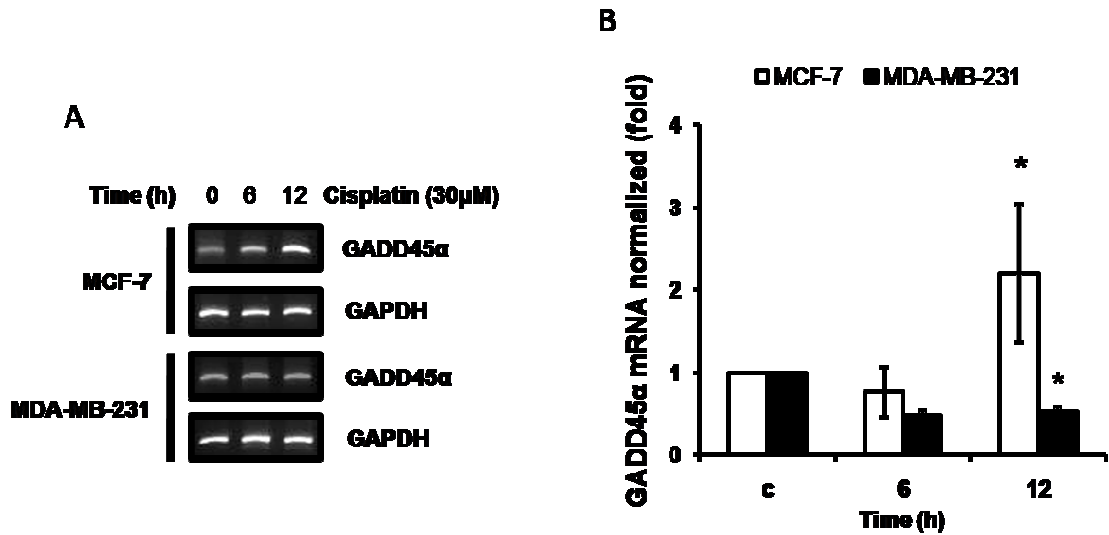 A
Time (h) 0 6 12 Cisplatin (30µM)
MCF-7
GADD45α
GAPDH
MDA-MB-231
GADD45α
GAPDH
B
MCF-7 MDA-MB-231
GADD45α mRNA normalized (fold)
4
3
2
1
0
*
*
c 6 12
Time (h)